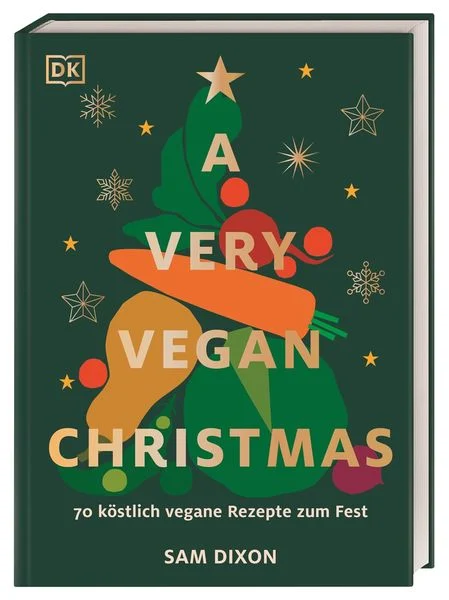 DK
A
VERY
VEGAN
CHRISTMAS
70 köstlich vegane Rezepte zum Fest
SAM DIXON